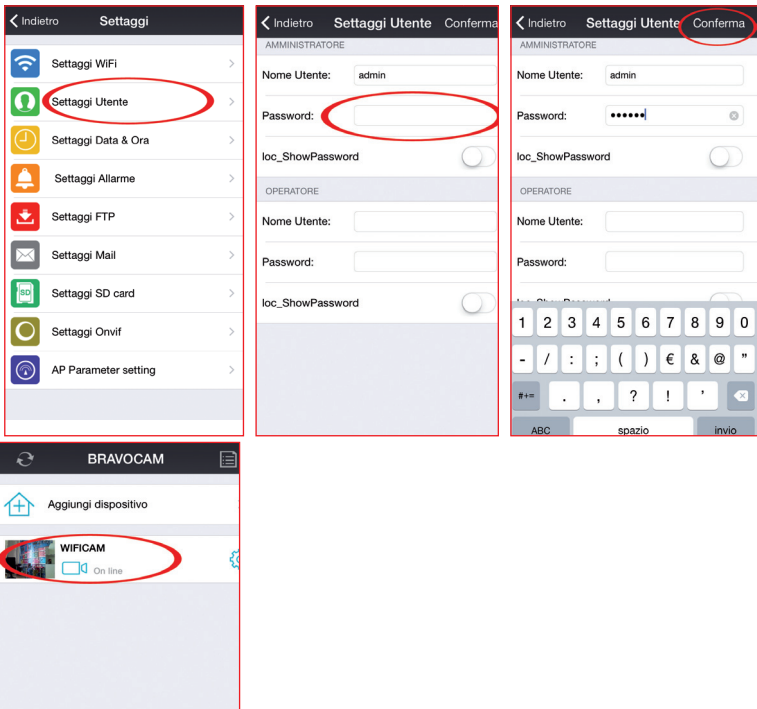 Indietro Settaggi
Settaggi WiFi
Settaggi Utente
Settaggi Data & Ora
Settaggi Allarme
Settaggi FTP
Settaggi Mail
SD
Settaggi SD card
Settaggi Onvif
AP Parameter setting
Indietro Settaggi Utente Conferma
AMMINISTRATORE
Nome Utente: admin
Password:
loc_ShowPassword
OPERATORE
Nome Utente:
Password:
loc_ShowPassword
Indietro Settaggi Utente Conferma
AMMINISTRATORE
Nome Utente: admin
Password: ••••••
loc_ShowPassword
OPERATORE
Nome Utente:
Password:
1 2 3 4 5 6 7 8 9 0
- / : ; ( ) € & @ "
#+= . , ? ! '
ABC spazio invio
BRAVOCAM
Aggiungi dispositivo
WIFICAM
On line